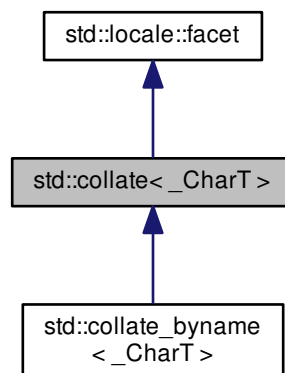 std::locale::facet
std::collate< _CharT >
std::collate_byname
< _CharT >